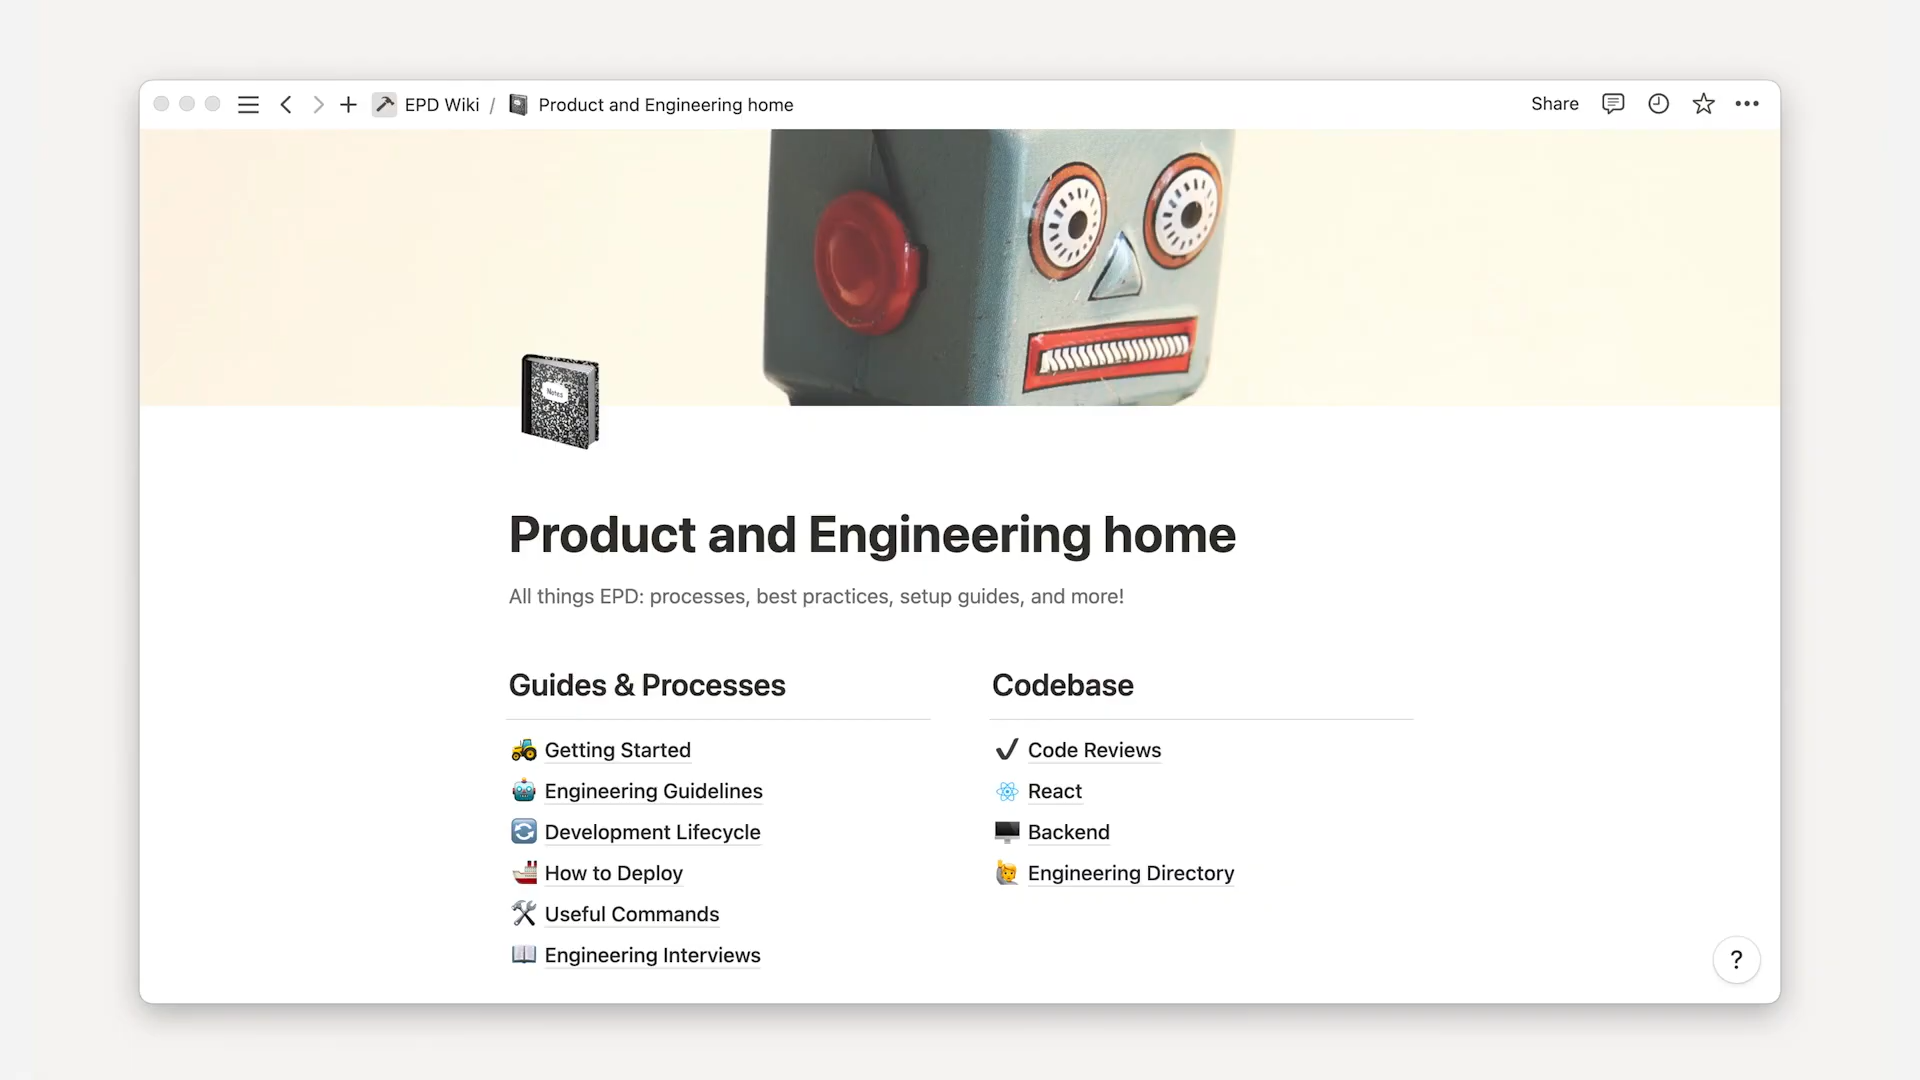 EPD Wiki / Product and Engineering home
Share
Notes
Product and Engineering home
All things EPD: processes, best practices, setup guides, and more!
Guides & Processes
Getting Started
Engineering Guidelines
Development Lifecycle
How to Deploy
Useful Commands
Engineering Interviews
Codebase
Code Reviews
React
Backend
Engineering Directory
?